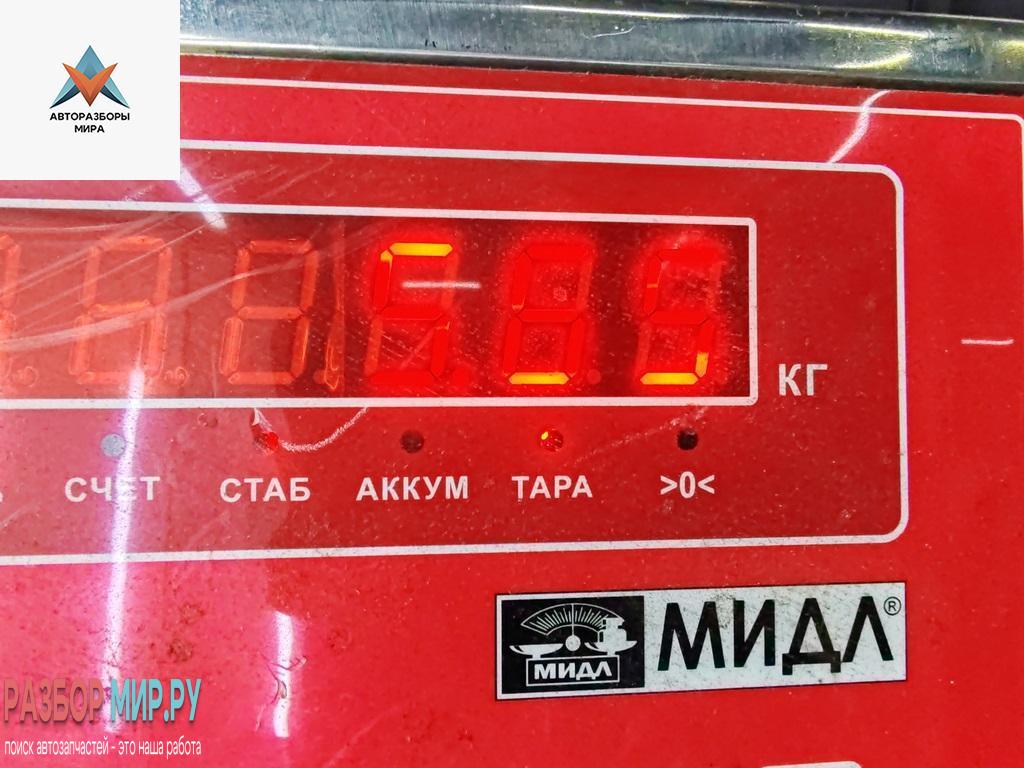 АВТОРАЗБОРЫ
МИРА
КГ
СЧЕТ СТАБ АККУМ ТАРА >0<
МИДЛ МИДЛ®
РАЗБОР МИР.РУ
поиск автозапчастей - это наша работа